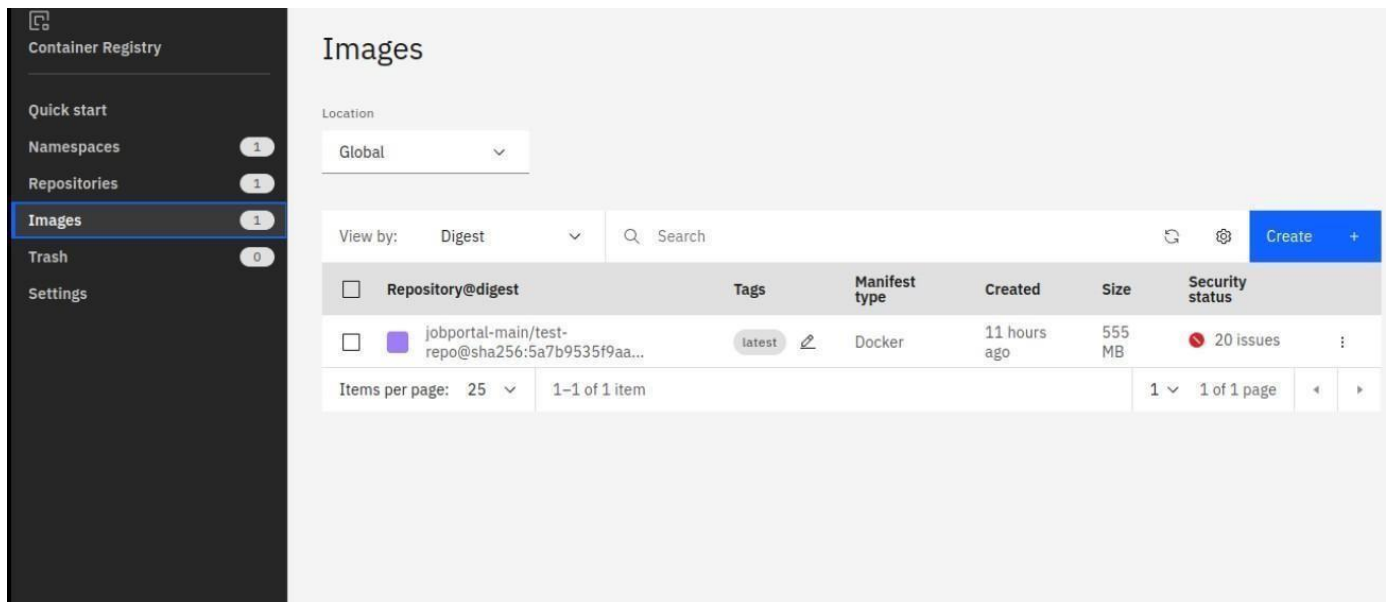 Container Registry
Quick start
Namespaces 1
Repositories 1
Images 1
Trash 0
Settings
Images
Location
Global
View by: Digest Search Create +
Repository@digest Tags Manifest type Created Size Security status
jobportal-main/test-
repo@sha256:5a7b9535f9aa... latest Docker 11 hours ago 555 MB 20 issues
Items per page: 25 1–1 of 1 item 1 1 of 1 page